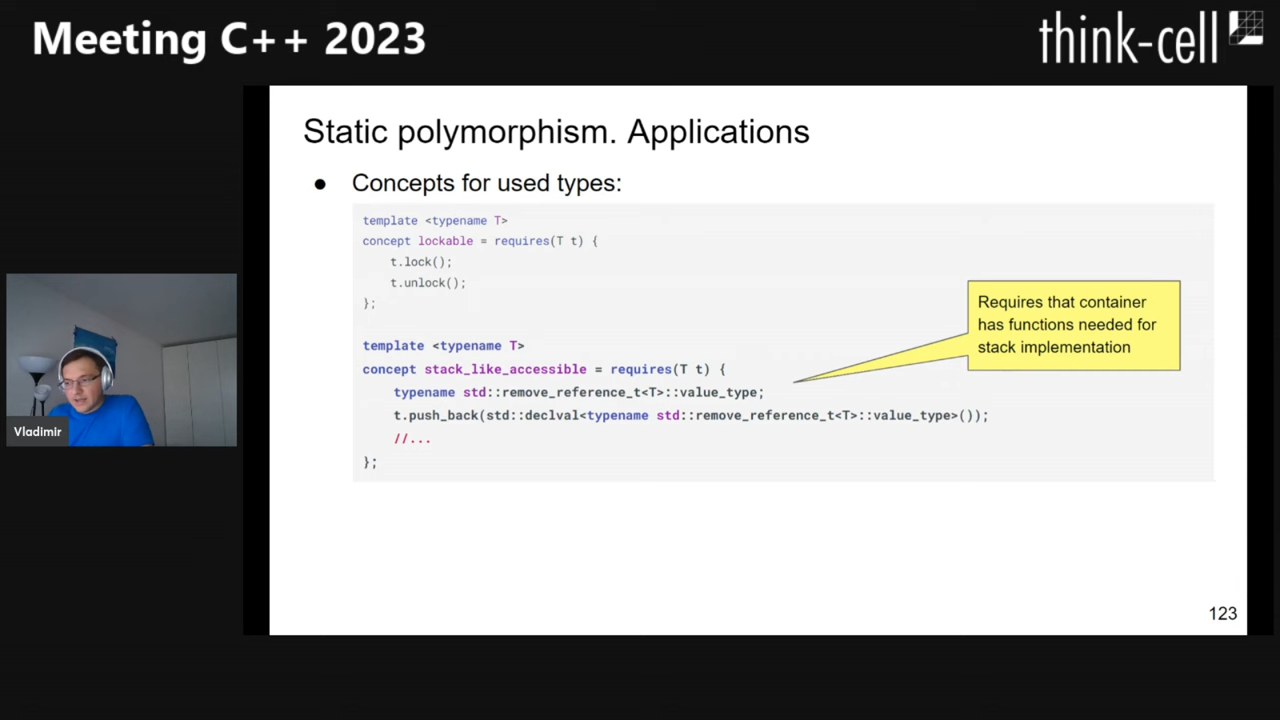 Meeting C++ 2023
think-cell
Static polymorphism. Applications
● Concepts for used types:
template <typename T>
concept lockable = requires(T t) {
    t.lock();
    t.unlock();
};
template <typename T>
concept stack_like_accessible = requires(T t) {
    typename std::remove_reference_t<T>::value_type;
    t.push_back(std::declval<typename std::remove_reference_t<T>::value_type>());
    //...
};
Requires that container
has functions needed for
stack implementation
Vladimir
123